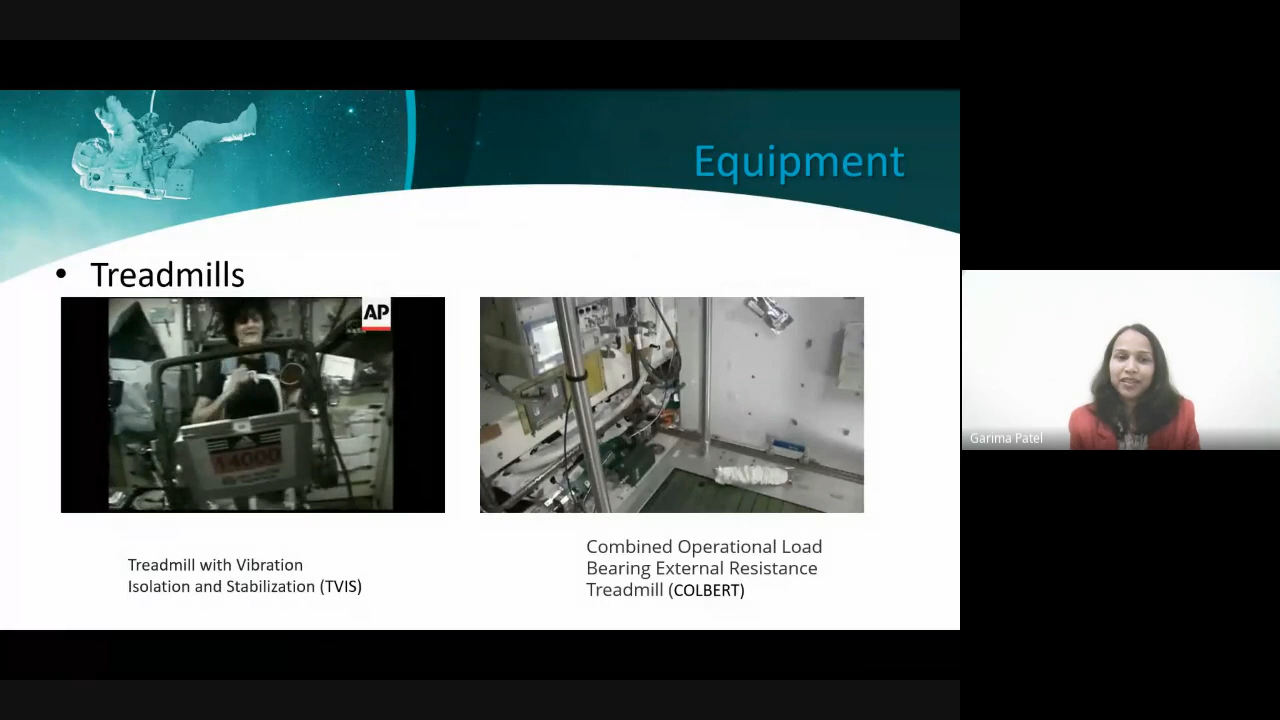 Equipment
• Treadmills
AP
14000
Treadmill with Vibration
Isolation and Stabilization (TVIS)
Combined Operational Load
Bearing External Resistance
Treadmill (COLBERT)
Garima Patel